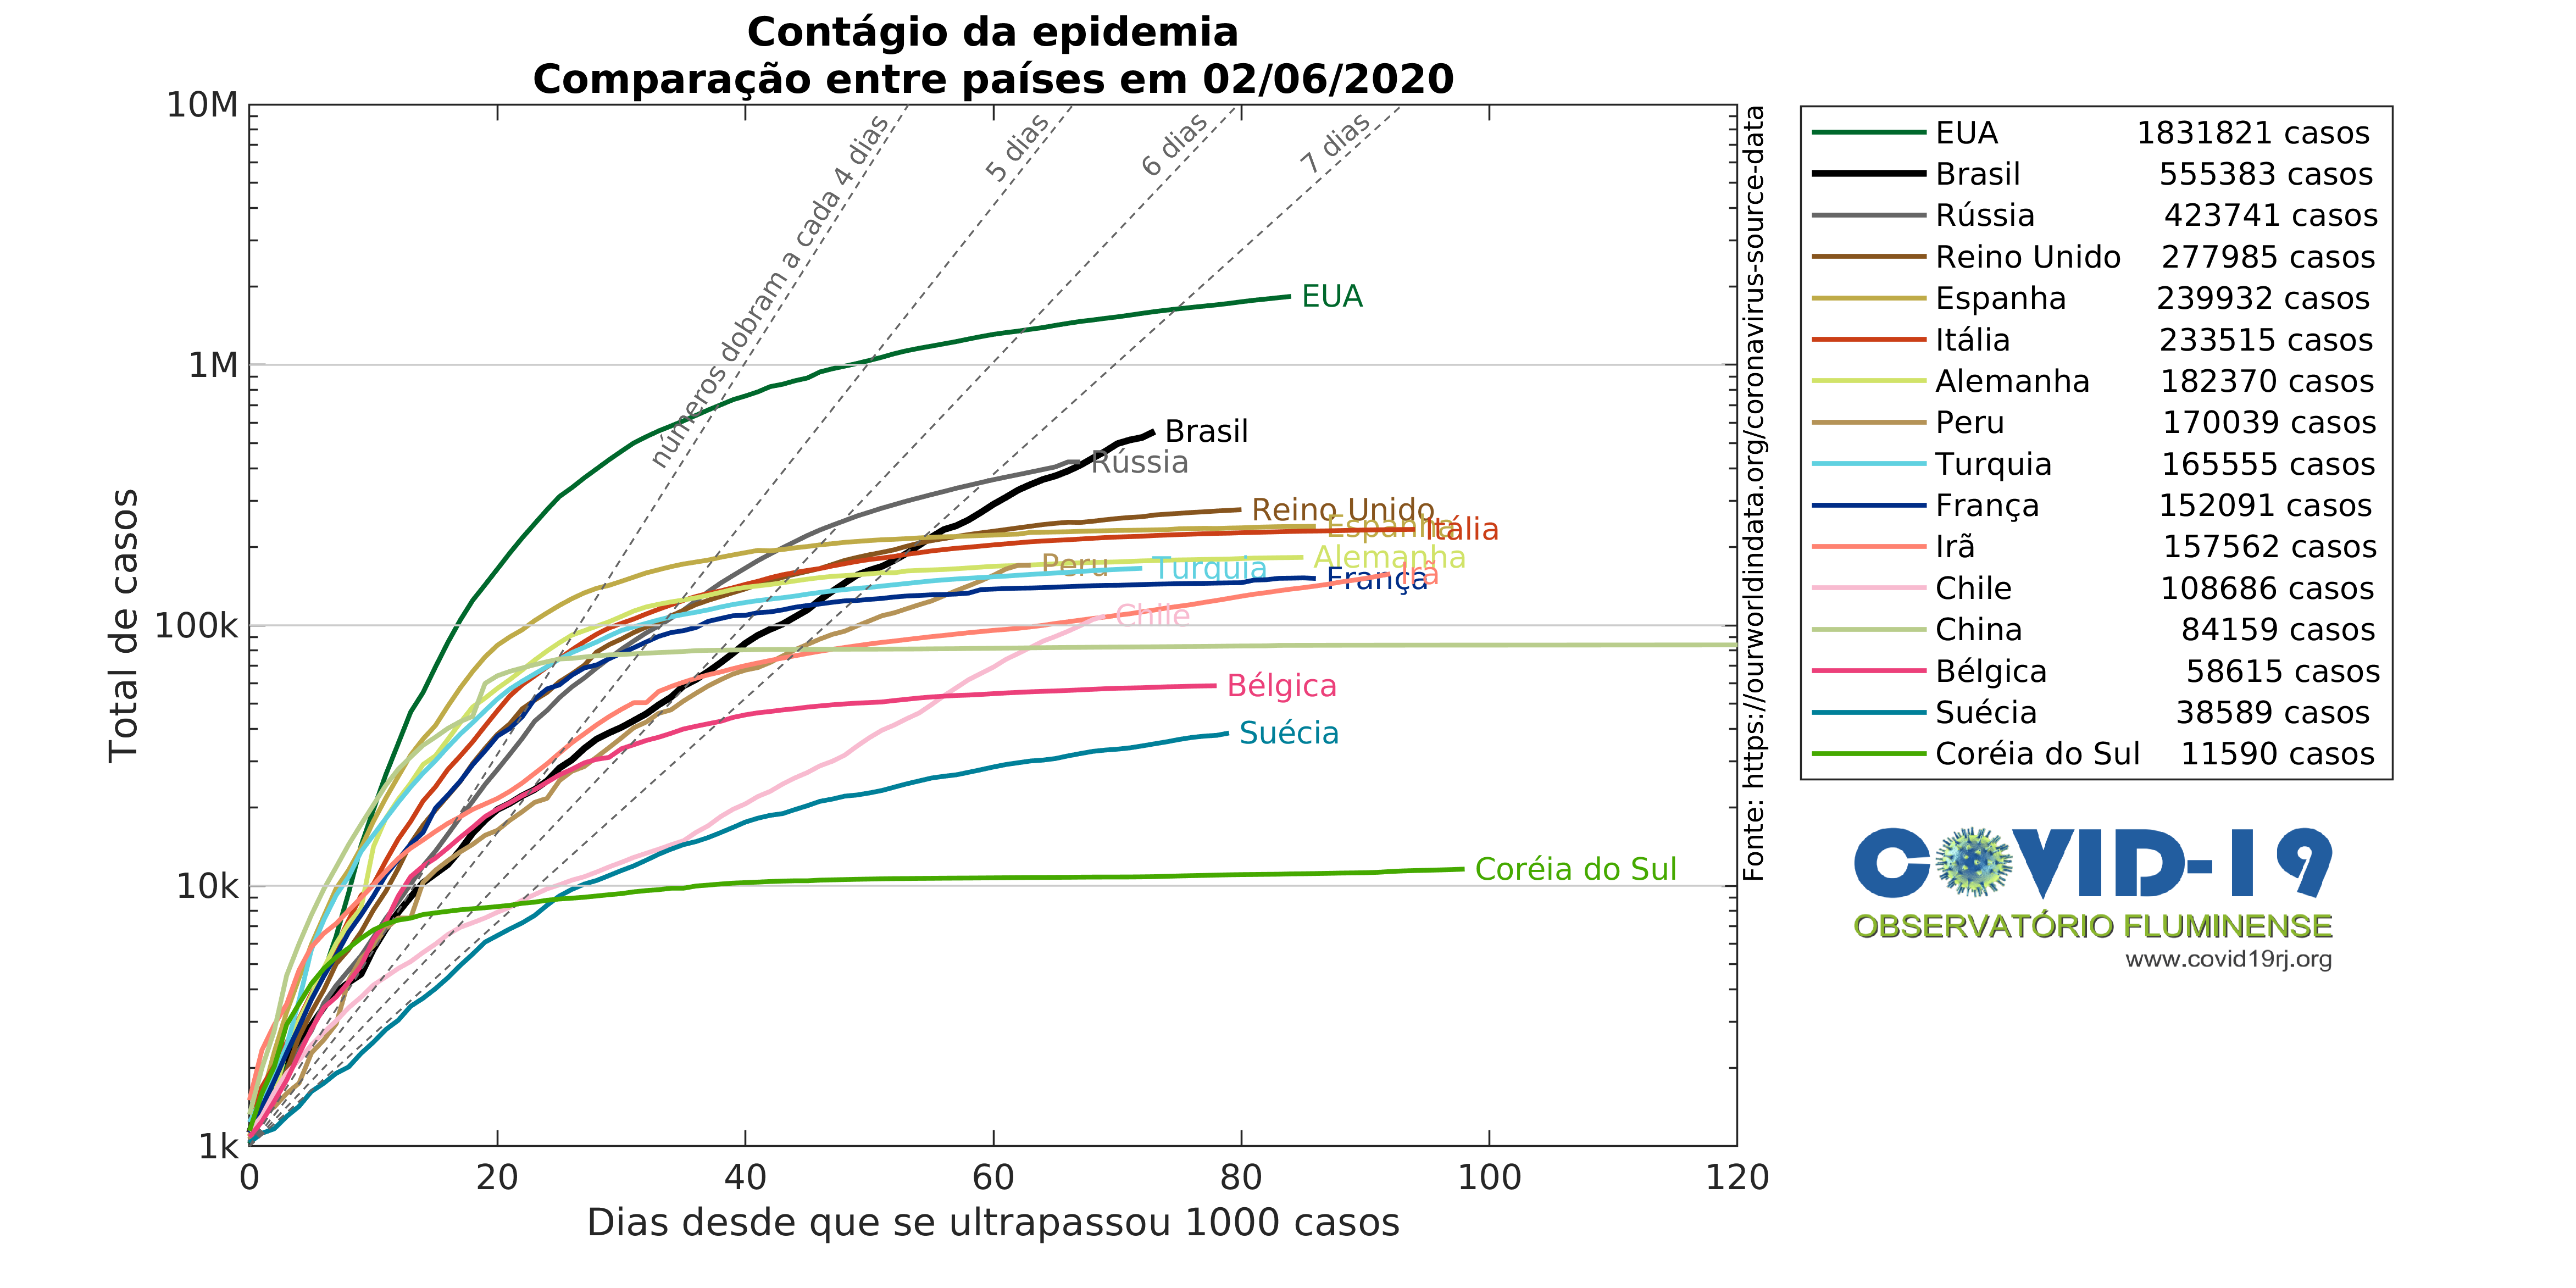 Contágio da epidemia
Comparação entre países em 02/06/2020
Total de casos
10M
1M
100k
10k
1k
0 20 40 60 80 100 120
Dias desde que se ultrapassou 1000 casos
números dobram a cada 4 dias
5 dias
6 dias
7 dias
EUA
Brasil
Rússia
Reino Unido
Espanha
Itália
Alemanha
Peru
Turquia
França
Irã
Chile
Bélgica
Suécia
Coréia do Sul
Fonte: https://ourworldindata.org/coronavirus-source-data
EUA 1831821 casos
Brasil 555383 casos
Rússia 423741 casos
Reino Unido 277985 casos
Espanha 239932 casos
Itália 233515 casos
Alemanha 182370 casos
Peru 170039 casos
Turquia 165555 casos
França 152091 casos
Irã 157562 casos
Chile 108686 casos
China 84159 casos
Bélgica 58615 casos
Suécia 38589 casos
Coréia do Sul 11590 casos
COVID-19
OBSERVATÓRIO FLUMINENSE
www.covid19rj.org